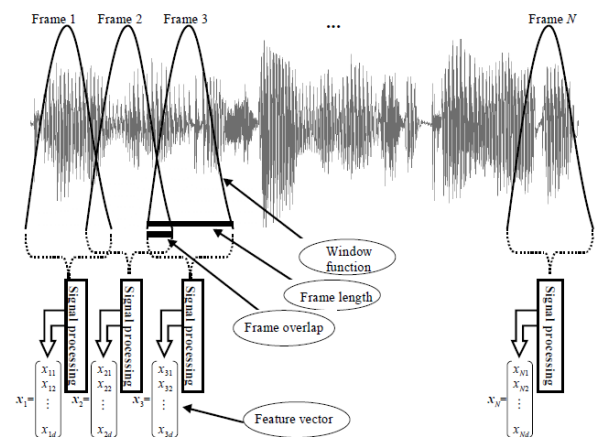 Frame 1 Frame 2 Frame 3 ... Frame N
Window
function
Frame length
Frame overlap
Signal processing
Signal processing
Signal processing
Signal processing
x₁= x₁₁ x₁₂ ⋮ x₁d
x₂= x₂₁ x₂₂ ⋮ x₂d
x₃= x₃₁ x₃₂ ⋮ x₃d
xN= xN1 xN2 ⋮ xNd
Feature vector